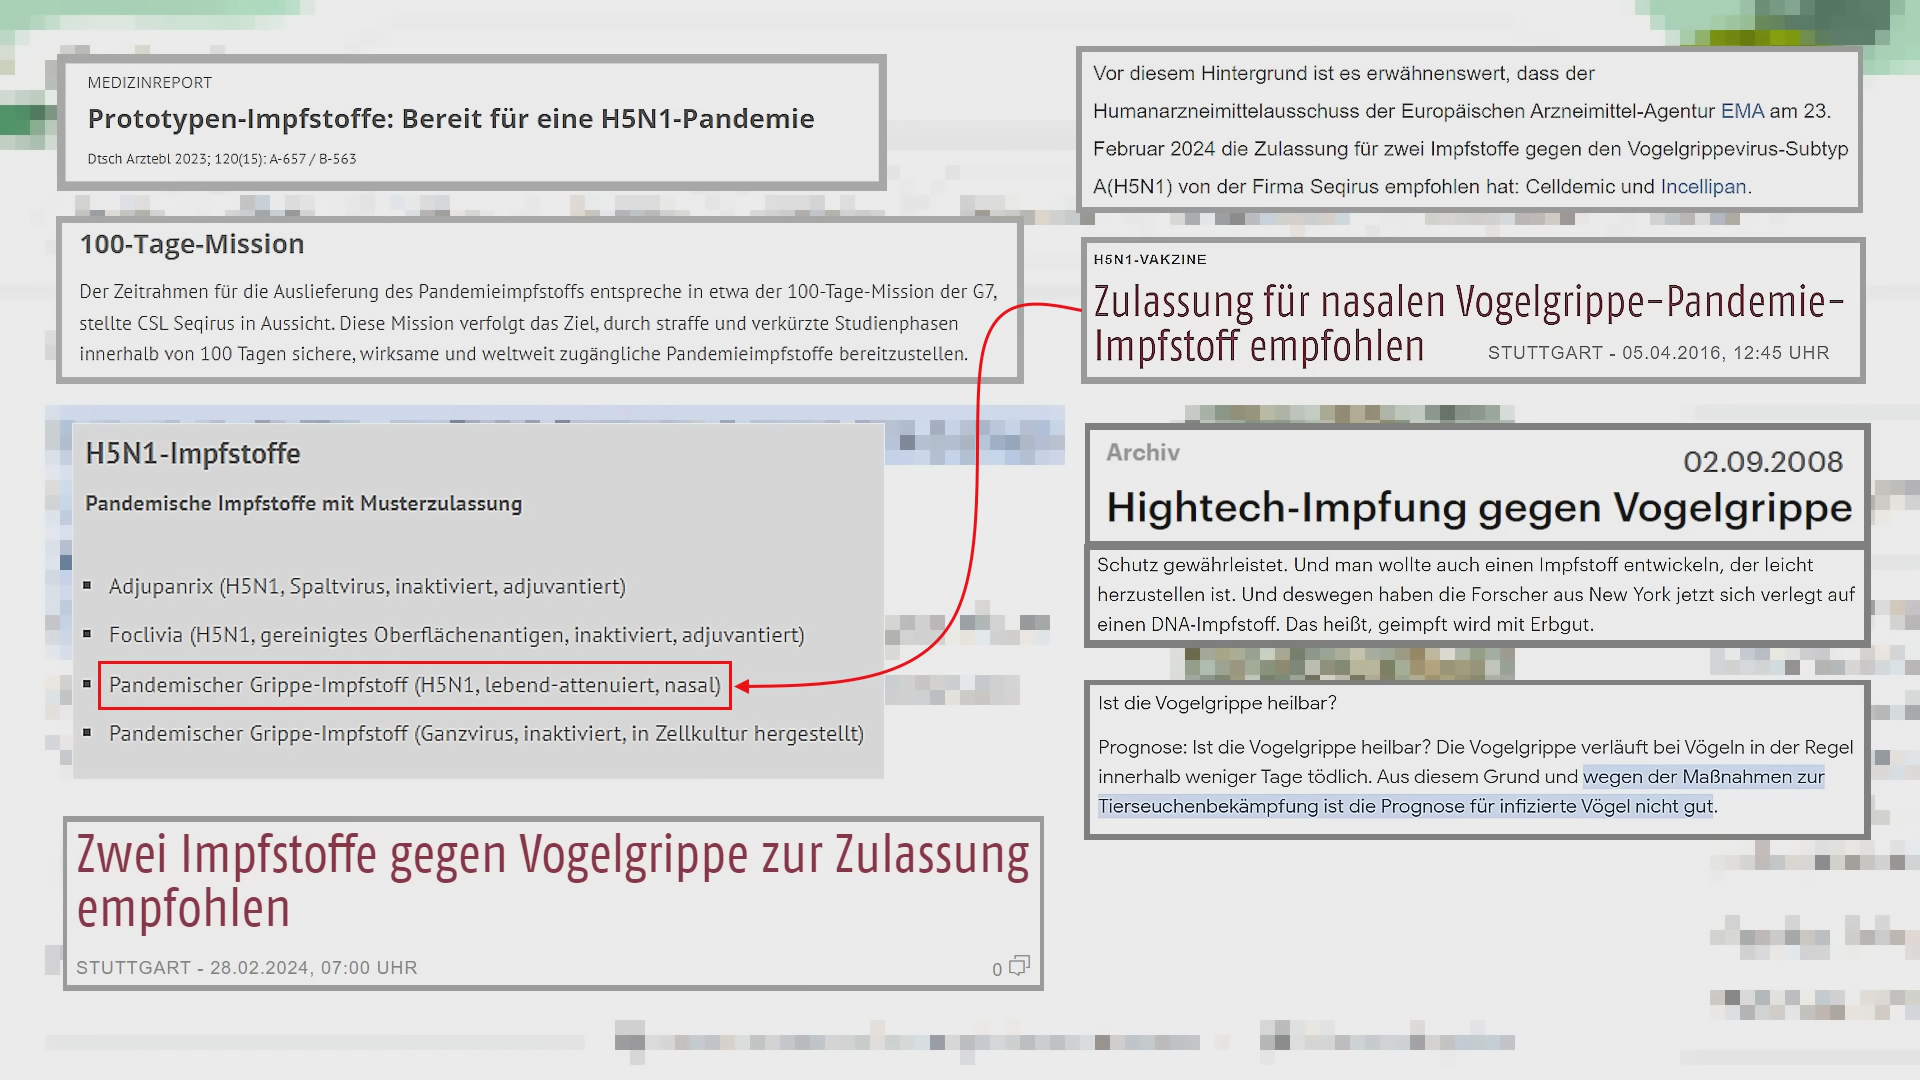 MEDIZINREPORT
Prototypen-Impfstoffe: Bereit für eine H5N1-Pandemie
Dtsch Arztebl 2023; 120(15): A-657 / B-563
100-Tage-Mission
Der Zeitrahmen für die Auslieferung des Pandemieimpfstoffs entspreche in etwa der 100-Tage-Mission der G7,
stellte CSL Seqirus in Aussicht. Diese Mission verfolgt das Ziel, durch straffe und verkürzte Studienphasen
innerhalb von 100 Tagen sichere, wirksame und weltweit zugängliche Pandemieimpfstoffe bereitzustellen.
H5N1-Impfstoffe
Pandemische Impfstoffe mit Musterzulassung
▪ Adjupanrix (H5N1, Spaltvirus, inaktiviert, adjuvantiert)
▪ Foclivia (H5N1, gereinigtes Oberflächenantigen, inaktiviert, adjuvantiert)
▪ Pandemischer Grippe-Impfstoff (H5N1, lebend-attenuiert, nasal)
▪ Pandemischer Grippe-Impfstoff (Ganzvirus, inaktiviert, in Zellkultur hergestellt)
Zwei Impfstoffe gegen Vogelgrippe zur Zulassung
empfohlen
STUTTGART - 28.02.2024, 07:00 UHR
0
Vor diesem Hintergrund ist es erwähnenswert, dass der
Humanarzneimittelausschuss der Europäischen Arzneimittel-Agentur EMA am 23.
Februar 2024 die Zulassung für zwei Impfstoffe gegen den Vogelgrippevirus-Subtyp
A(H5N1) von der Firma Seqirus empfohlen hat: Celldemic und Incellipan.
H5N1-VAKZINE
Zulassung für nasalen Vogelgrippe-Pandemie-
Impfstoff empfohlen
STUTTGART - 05.04.2016, 12:45 UHR
Archiv
02.09.2008
Hightech-Impfung gegen Vogelgrippe
Schutz gewährleistet. Und man wollte auch einen Impfstoff entwickeln, der leicht
herzustellen ist. Und deswegen haben die Forscher aus New York jetzt sich verlegt auf
einen DNA-Impfstoff. Das heißt, geimpft wird mit Erbgut.
Ist die Vogelgrippe heilbar?
Prognose: Ist die Vogelgrippe heilbar? Die Vogelgrippe verläuft bei Vögeln in der Regel
innerhalb weniger Tage tödlich. Aus diesem Grund und wegen der Maßnahmen zur
Tierseuchenbekämpfung ist die Prognose für infizierte Vögel nicht gut.